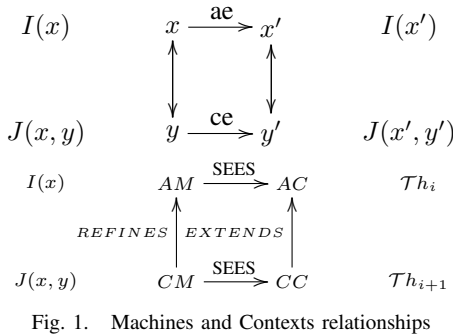 I(x) x ae x′ I(x′)
J(x, y) y ce y′ J(x′, y′)
I(x) AM SEES AC 𝒯h_i
REFINES EXTENDS
J(x, y) CM SEES CC 𝒯h_{i+1}
Fig. 1. Machines and Contexts relationships